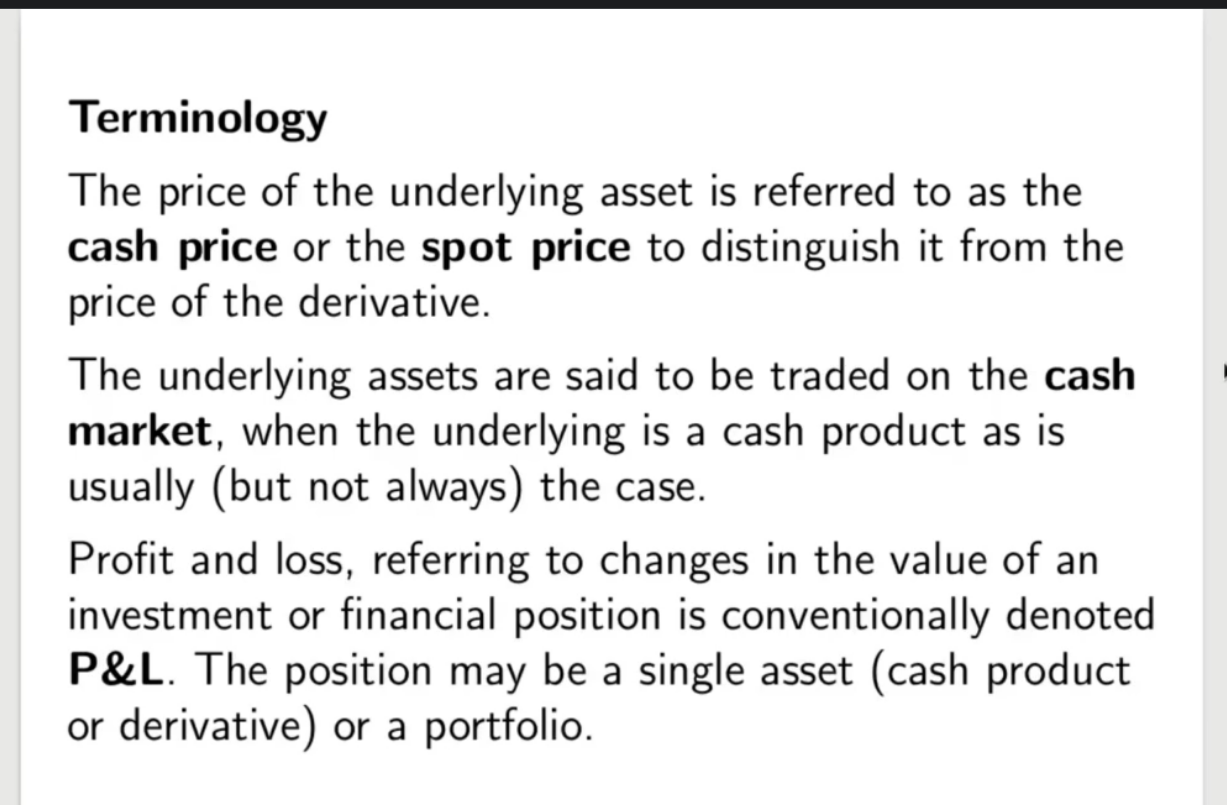 Terminology
The price of the underlying asset is referred to as the
cash price or the spot price to distinguish it from the
price of the derivative.
The underlying assets are said to be traded on the cash
market, when the underlying is a cash product as is
usually (but not always) the case.
Profit and loss, referring to changes in the value of an
investment or financial position is conventionally denoted
P&L. The position may be a single asset (cash product
or derivative) or a portfolio.